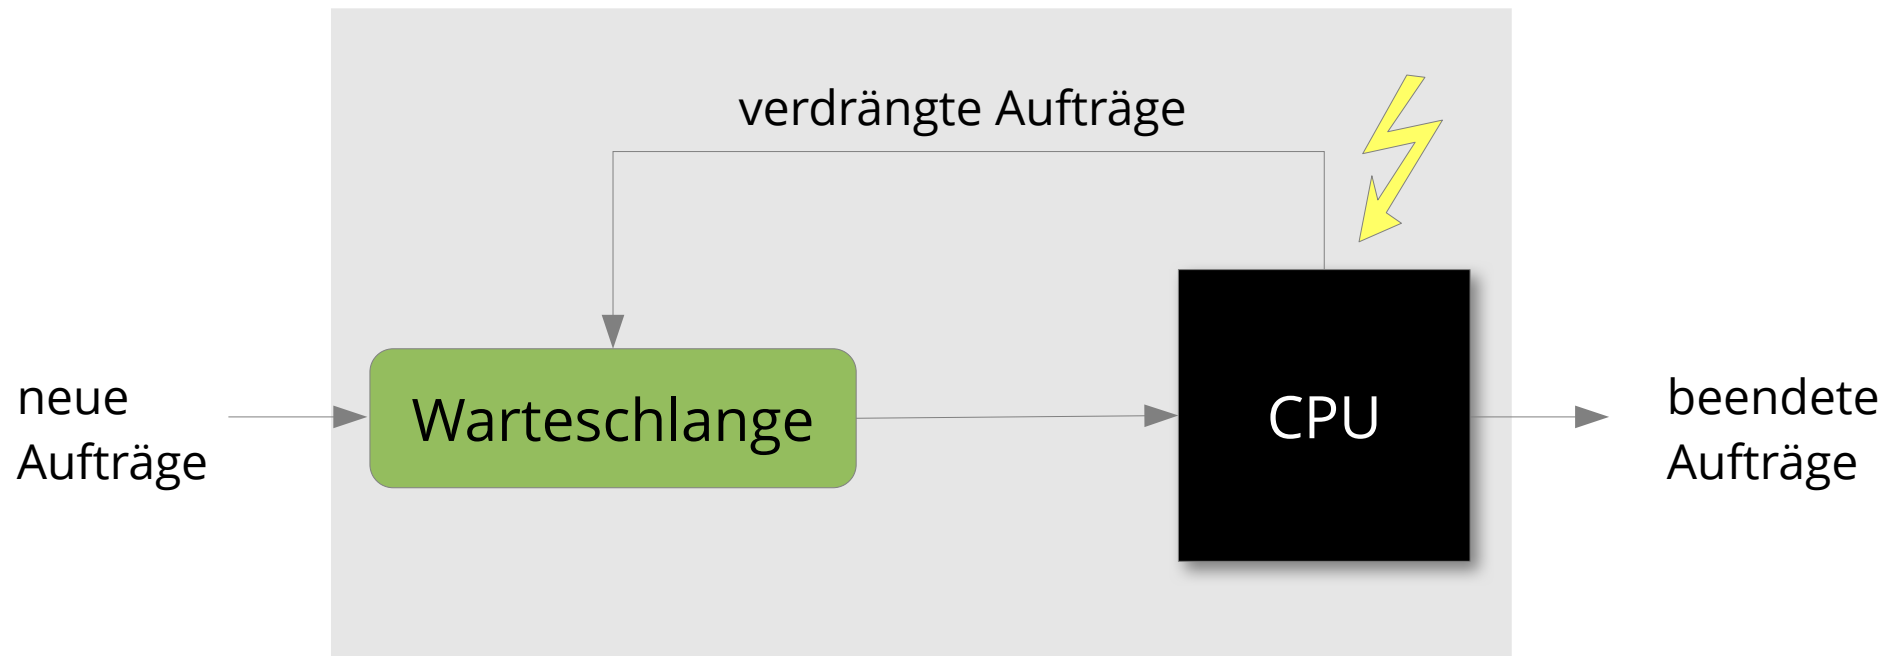 verdrängte Aufträge
neue
Aufträge
Warteschlange
CPU
beendete
Aufträge